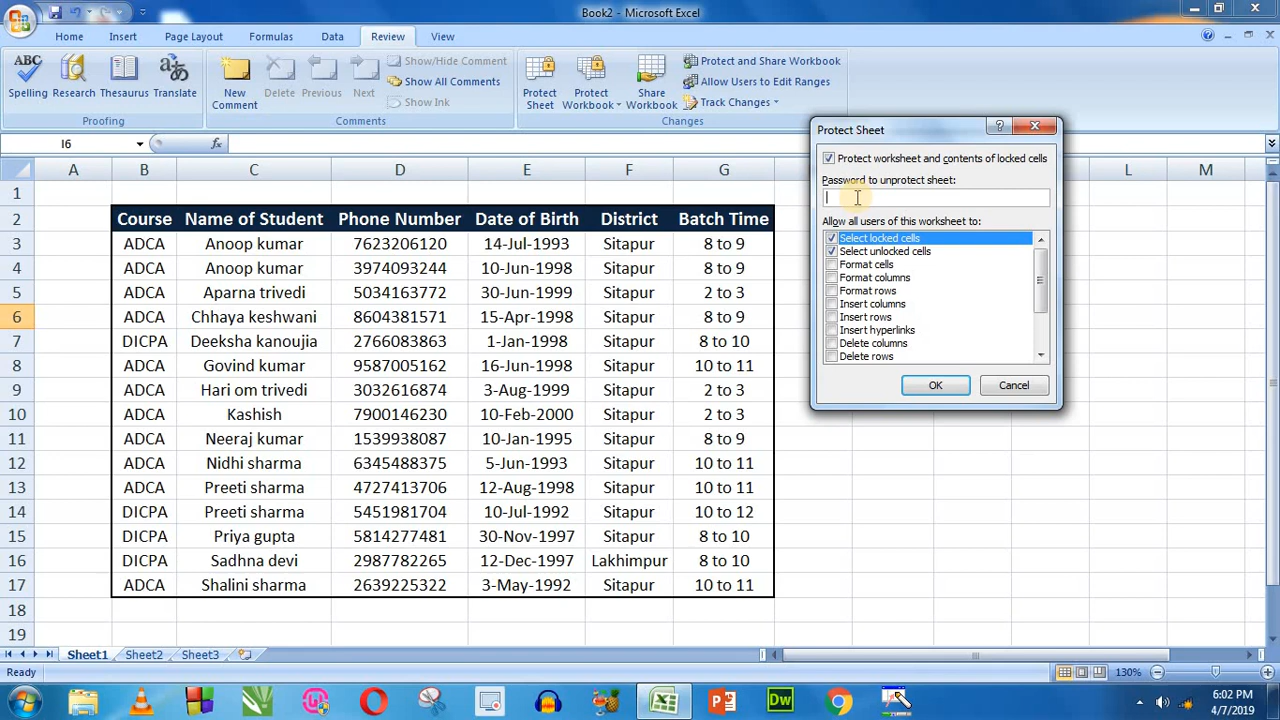 Book2 - Microsoft Excel
Home Insert Page Layout Formulas Data Review View
ABC
Spelling Research Thesaurus Translate
Proofing
New Comment Delete Previous Next
Show/Hide Comment
Show All Comments
Show Ink
Comments
Protect Sheet Protect Workbook Share Workbook
Protect and Share Workbook
Allow Users to Edit Ranges
Track Changes
Changes
I6 fx
A B C D E F G L M
1
2 Course Name of Student Phone Number Date of Birth District Batch Time
3 ADCA Anoop kumar 7623206120 14-Jul-1993 Sitapur 8 to 9
4 ADCA Anoop kumar 3974093244 10-Jun-1998 Sitapur 8 to 9
5 ADCA Aparna trivedi 5034163772 30-Jun-1999 Sitapur 2 to 3
6 ADCA Chhaya keshwani 8604381571 15-Apr-1998 Sitapur 8 to 9
7 DICPA Deeksha kanoujia 2766083863 1-Jan-1998 Sitapur 8 to 10
8 ADCA Govind kumar 9587005162 16-Jun-1998 Sitapur 10 to 11
9 ADCA Hari om trivedi 3032616874 3-Aug-1999 Sitapur 2 to 3
10 ADCA Kashish 7900146230 10-Feb-2000 Sitapur 2 to 3
11 ADCA Neeraj kumar 1539938087 10-Jan-1995 Sitapur 8 to 9
12 ADCA Nidhi sharma 6345488375 5-Jun-1993 Sitapur 10 to 11
13 ADCA Preeti sharma 4727413706 12-Aug-1998 Sitapur 10 to 11
14 DICPA Preeti sharma 5451981704 10-Jul-1992 Sitapur 10 to 12
15 DICPA Priya gupta 5814277481 30-Nov-1997 Sitapur 8 to 10
16 DICPA Sadhna devi 2987782265 12-Dec-1997 Lakhimpur 8 to 10
17 ADCA Shalini sharma 2639225322 3-May-1992 Sitapur 10 to 11
18
19
Protect Sheet
Protect worksheet and contents of locked cells
Password to unprotect sheet:
Allow all users of this worksheet to:
Select locked cells
Select unlocked cells
Format cells
Format columns
Format rows
Insert columns
Insert rows
Insert hyperlinks
Delete columns
Delete rows
OK Cancel
Sheet1 Sheet2 Sheet3
Ready 130%
Dw
6:02 PM
4/7/2019